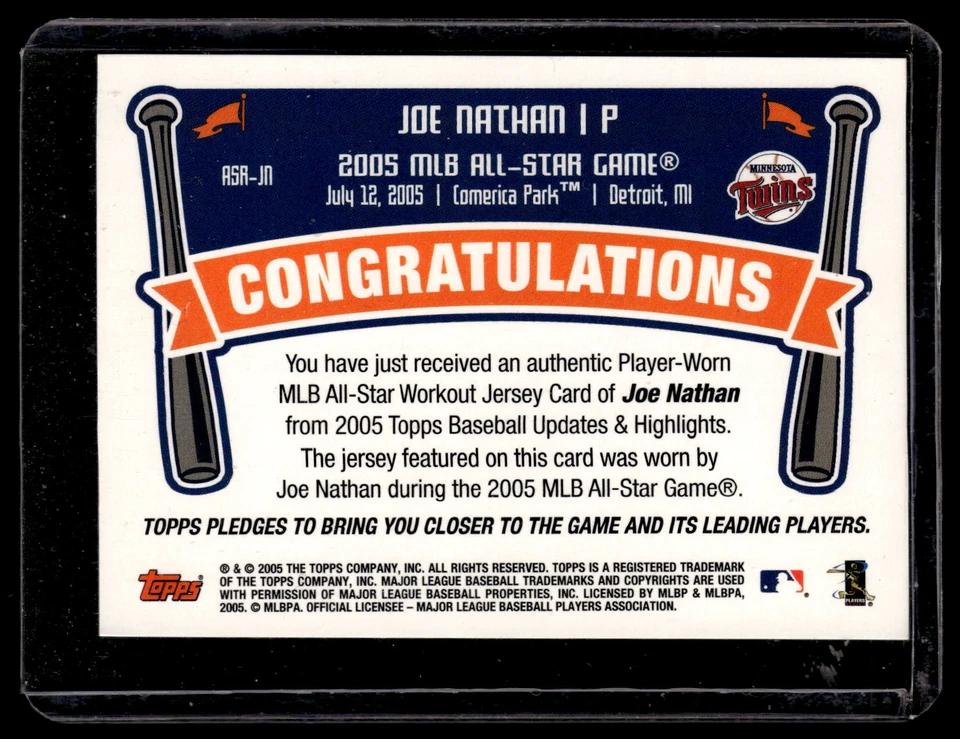 JOE NATHAN | P
ASR-JN
2005 MLB ALL-STAR GAME®
July 12, 2005 | Comerica Park™ | Detroit, MI
MINNESOTA
Twins
CONGRATULATIONS
You have just received an authentic Player-Worn
MLB All-Star Workout Jersey Card of Joe Nathan
from 2005 Topps Baseball Updates & Highlights.
The jersey featured on this card was worn by
Joe Nathan during the 2005 MLB All-Star Game®.
TOPPS PLEDGES TO BRING YOU CLOSER TO THE GAME AND ITS LEADING PLAYERS.
topps®
® & © 2005 THE TOPPS COMPANY, INC. ALL RIGHTS RESERVED. TOPPS IS A REGISTERED TRADEMARK
OF THE TOPPS COMPANY, INC. MAJOR LEAGUE BASEBALL TRADEMARKS AND COPYRIGHTS ARE USED
WITH PERMISSION OF MAJOR LEAGUE BASEBALL PROPERTIES, INC. LICENSED BY MLBP & MLBPA,
2005. © MLBPA. OFFICIAL LICENSEE – MAJOR LEAGUE BASEBALL PLAYERS ASSOCIATION.
PLAYERS